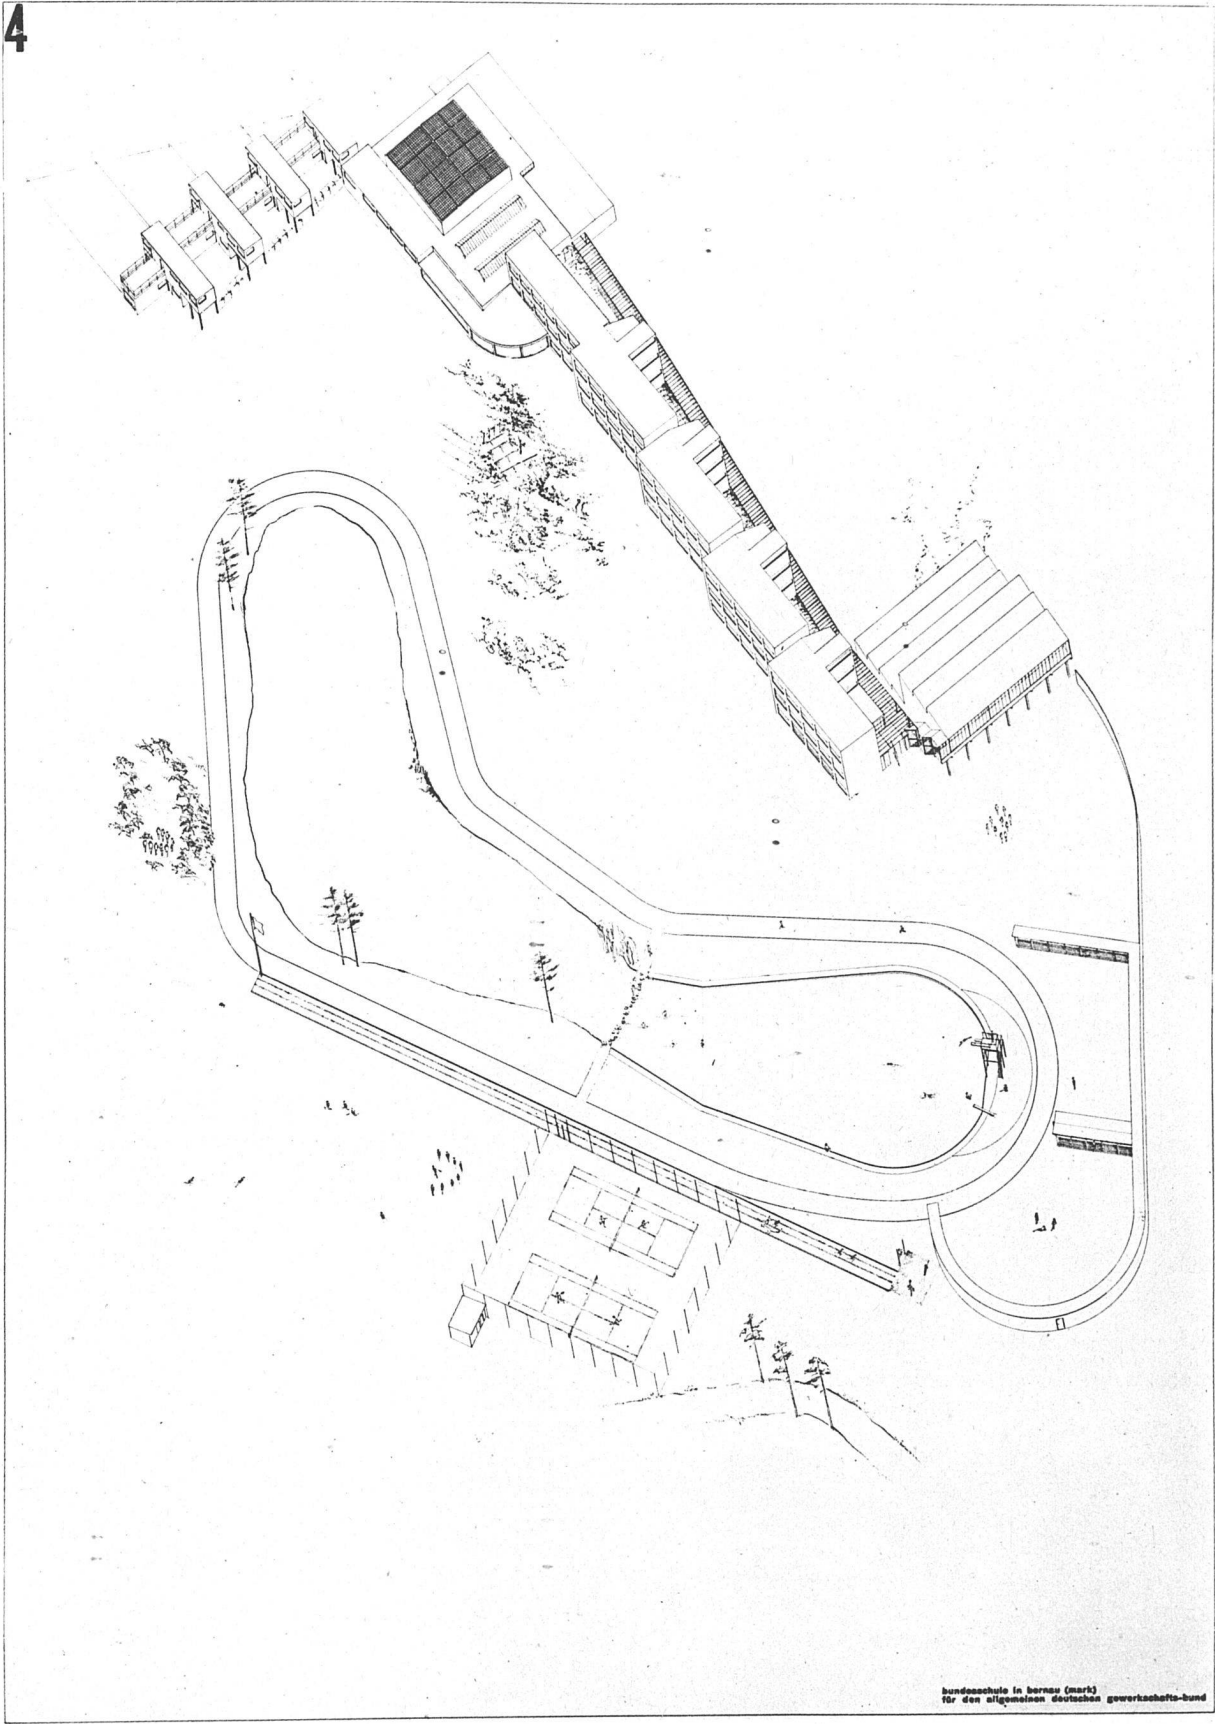 4
bundesschule in bernau (mark)
für den allgemeinen deutschen gewerkschafts-bund